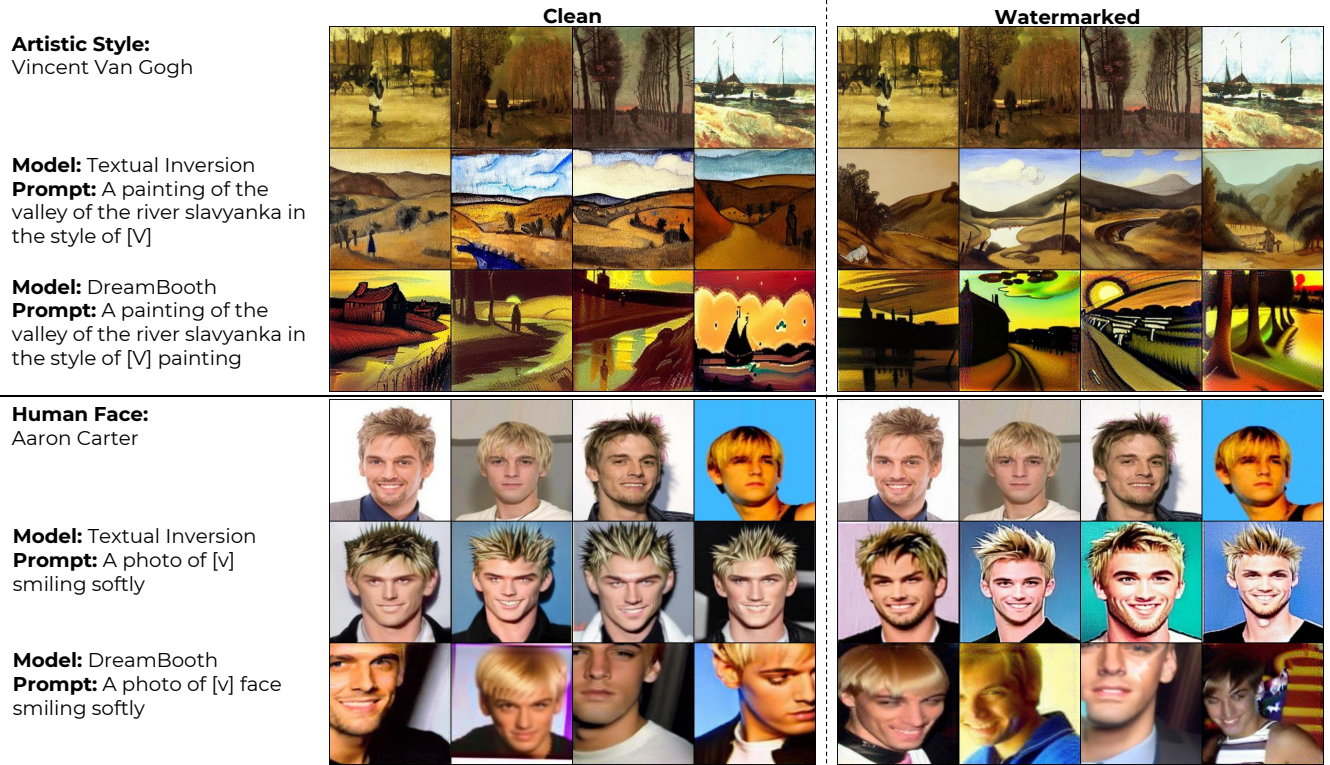 Clean
Watermarked
Artistic Style:
Vincent Van Gogh
Model: Textual Inversion
Prompt: A painting of the
valley of the river slavyanka in
the style of [V]
Model: DreamBooth
Prompt: A painting of the
valley of the river slavyanka in
the style of [V] painting
Human Face:
Aaron Carter
Model: Textual Inversion
Prompt: A photo of [v]
smiling softly
Model: DreamBooth
Prompt: A photo of [v] face
smiling softly